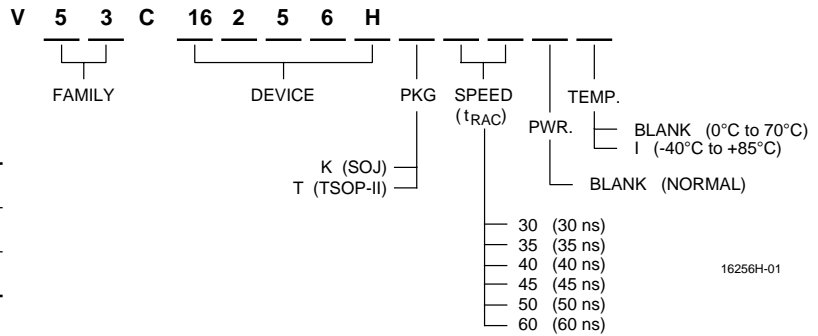 V 5 3 C 16 2 5 6 H
FAMILY DEVICE PKG SPEED TEMP.
(tRAC) PWR.
BLANK (0°C to 70°C)
I (-40°C to +85°C)
K (SOJ)
T (TSOP-II)
BLANK (NORMAL)
30 (30 ns)
35 (35 ns)
40 (40 ns)
45 (45 ns)
50 (50 ns)
60 (60 ns)
16256H-01